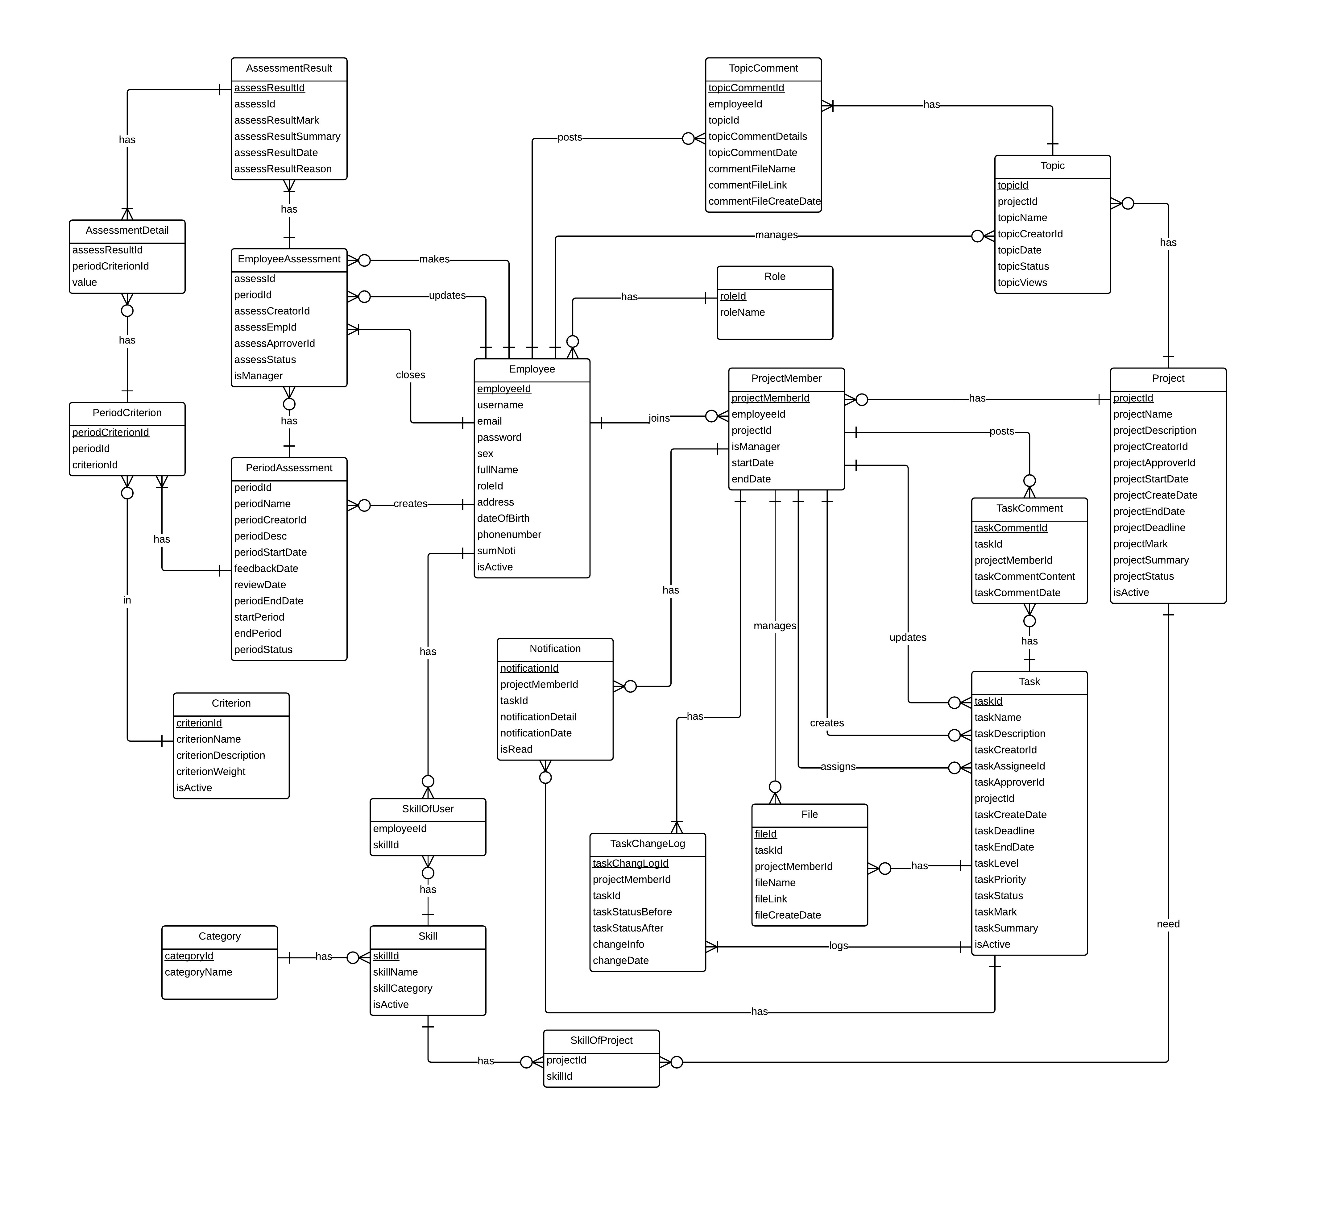 AssessmentResult
assessResultId
assessId
assessResultMark
assessResultSummary
assessResultDate
assessResultReason
TopicComment
topicCommentId
employeeId
topicId
topicCommentDetails
topicCommentDate
commentFileName
commentFileLink
commentFileCreateDate
has
has
posts
Topic
topicId
projectId
topicName
topicCreatorId
topicDate
topicStatus
topicViews
has
AssessmentDetail
assessResultId
periodCriterionId
value
manages
has
EmployeeAssessment
assessId
periodId
assessCreatorId
assessEmpId
assessAprroverId
assessStatus
isManager
makes
updates
closes
Role
roleId
roleName
has
has
Employee
employeeId
username
email
password
sex
fullName
roleId
address
dateOfBirth
phonenumber
sumNoti
isActive
ProjectMember
projectMemberId
employeeId
projectId
isManager
startDate
endDate
Project
projectId
projectName
projectDescription
projectCreatorId
projectApproverId
projectStartDate
projectCreateDate
projectEndDate
projectDeadline
projectMark
projectSummary
projectStatus
isActive
has
joins
posts
PeriodCriterion
periodCriterionId
periodId
criterionId
has
PeriodAssessment
periodId
periodName
periodCreatorId
periodDesc
periodStartDate
feedbackDate
reviewDate
periodEndDate
startPeriod
endPeriod
periodStatus
creates
has
in
TaskComment
taskCommentId
taskId
projectMemberId
taskCommentContent
taskCommentDate
has
manages
updates
has
has
Notification
notificationId
projectMemberId
taskId
notificationDetail
notificationDate
isRead
Task
taskId
taskName
taskDescription
taskCreatorId
taskAssigneeId
taskApproverId
projectId
taskCreateDate
taskDeadline
taskEndDate
taskLevel
taskPriority
taskStatus
taskMark
taskSummary
isActive
Criterion
criterionId
criterionName
criterionDescription
criterionWeight
isActive
has
creates
assigns
SkillOfUser
employeeId
skillId
File
fileId
taskId
projectMemberId
fileName
fileLink
fileCreateDate
has
TaskChangeLog
taskChangLogId
projectMemberId
taskId
taskStatusBefore
taskStatusAfter
changeInfo
changeDate
has
need
logs
Category
categoryId
categoryName
has
Skill
skillId
skillName
skillCategory
isActive
has
SkillOfProject
projectId
skillId
has